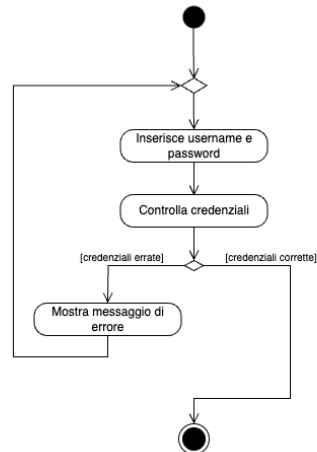 Inserisce username e
password
Controlla credenziali
[credenziali errate]
[credenziali corrette]
Mostra messaggio di
errore